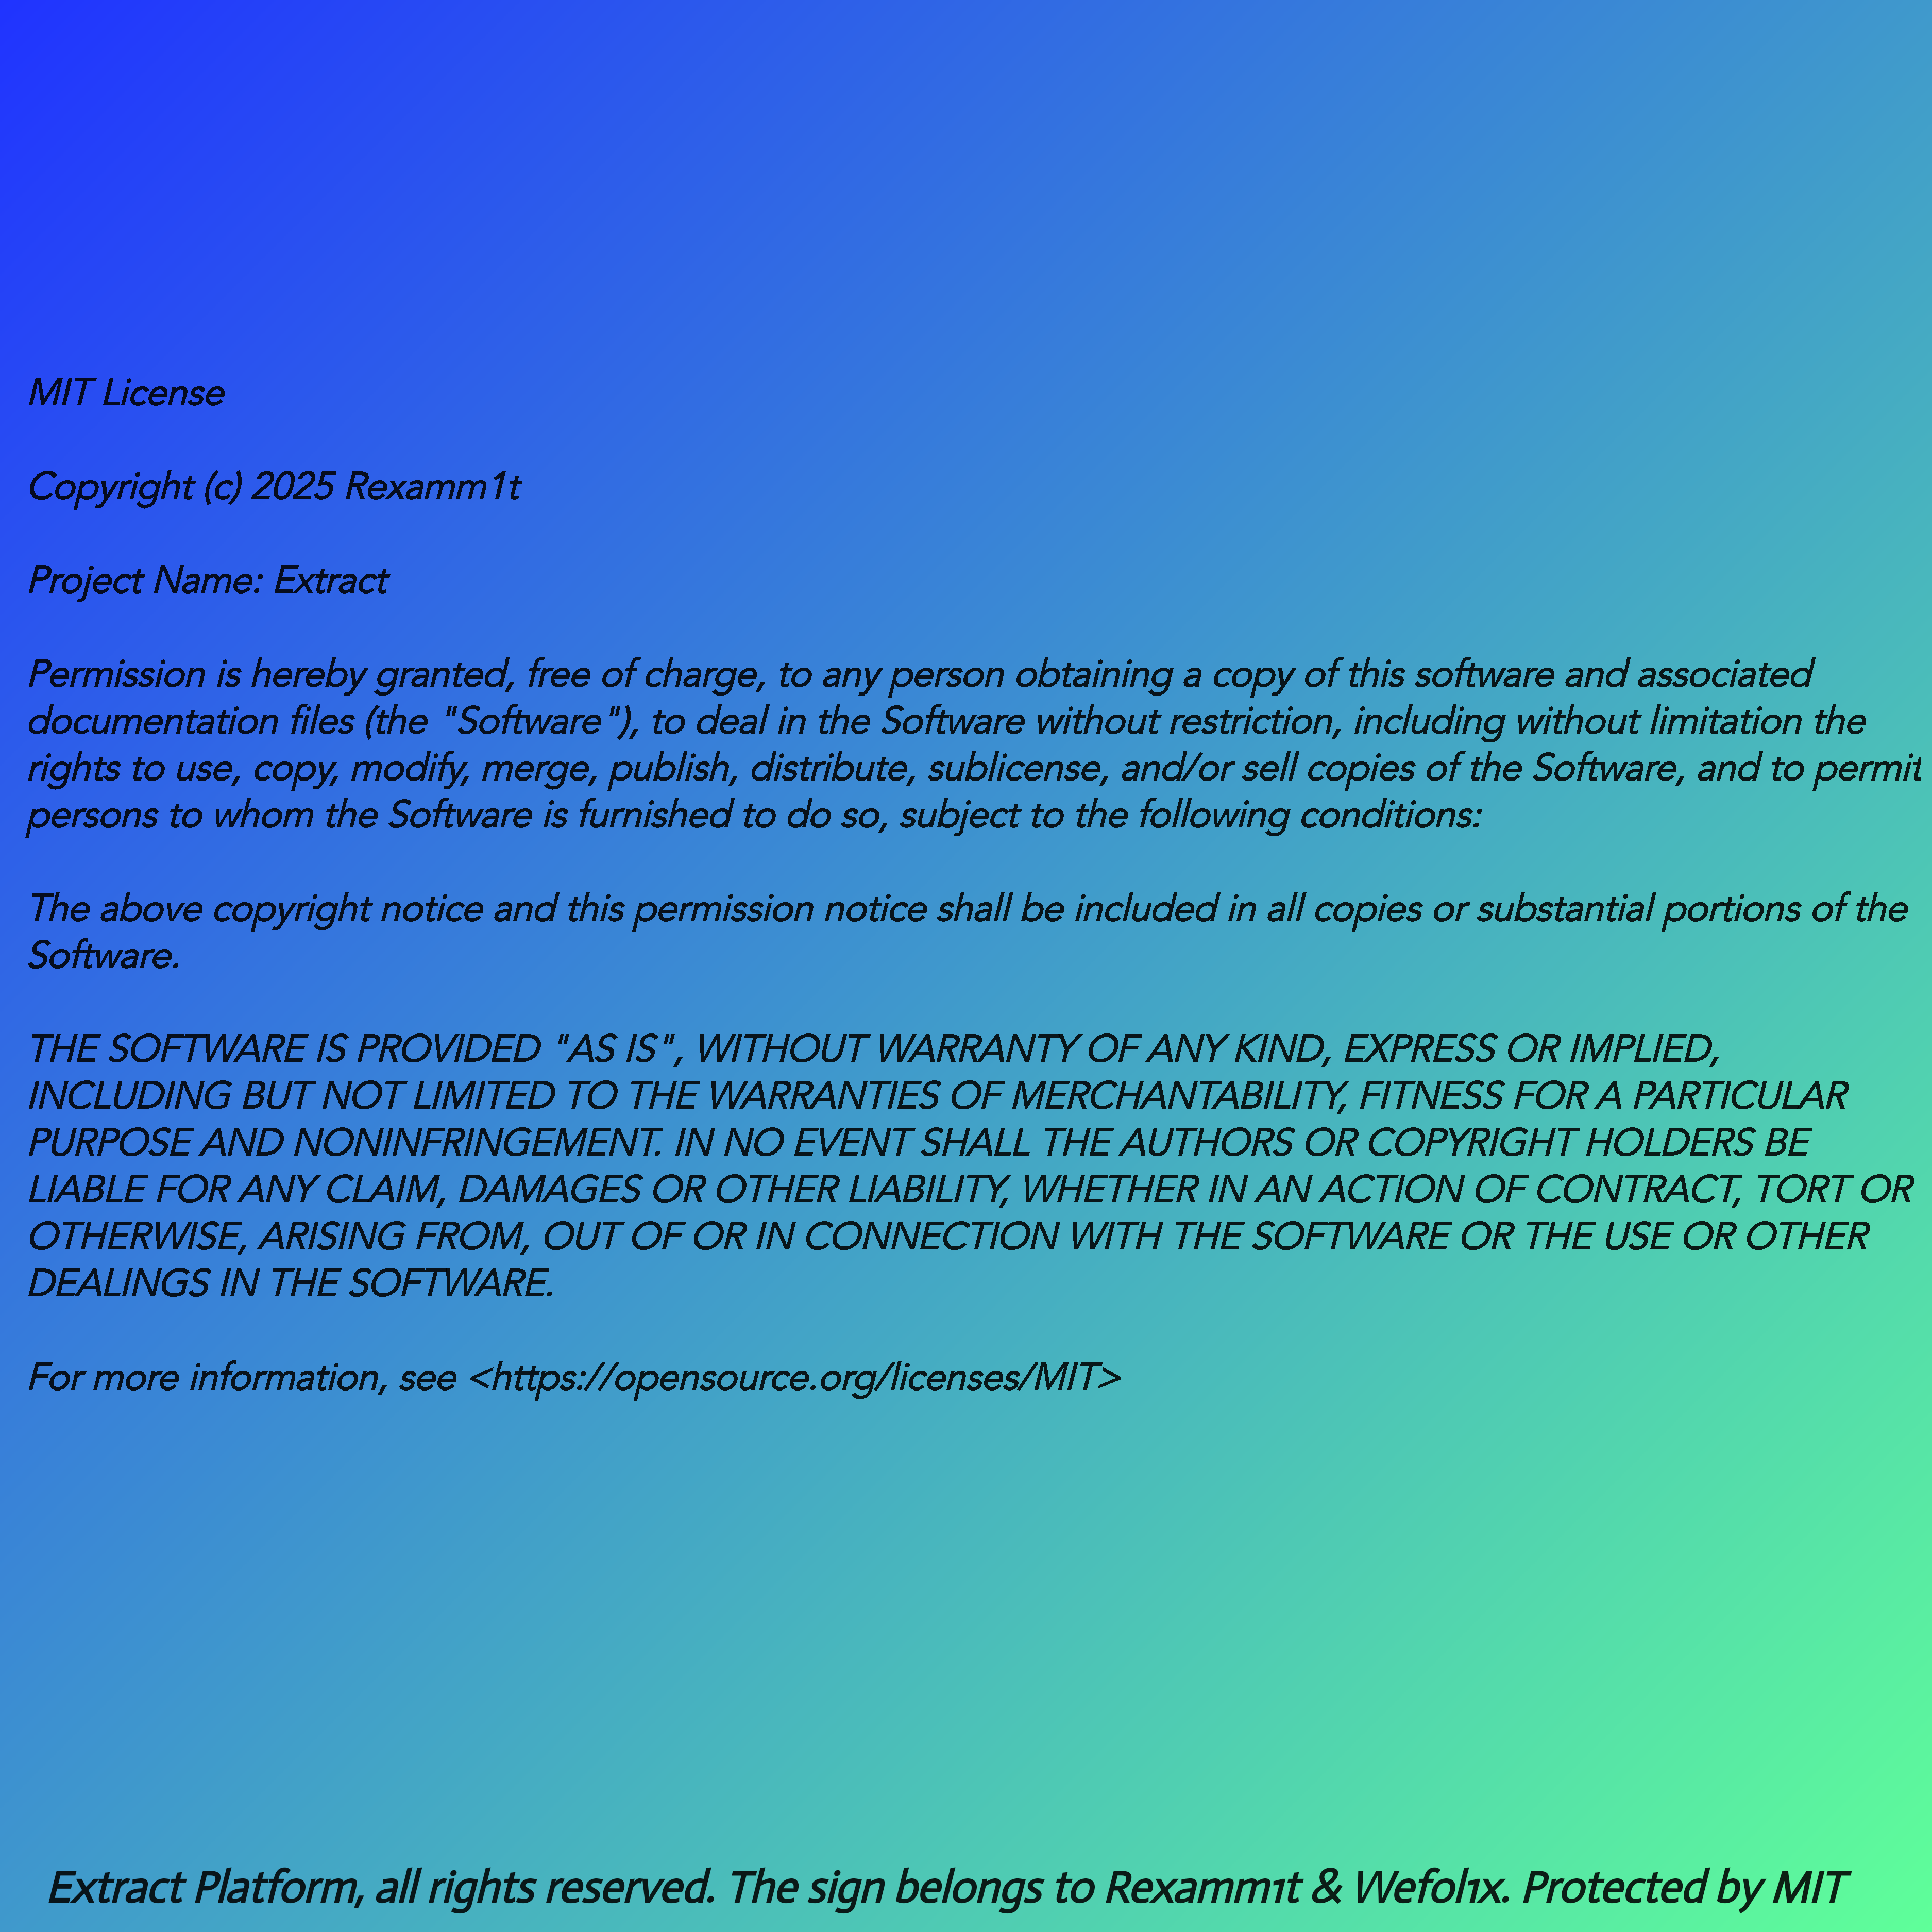 MIT License
Copyright (c) 2025 Rexamm1t
Project Name: Extract
Permission is hereby granted, free of charge, to any person obtaining a copy of this software and associated
documentation files (the "Software"), to deal in the Software without restriction, including without limitation the
rights to use, copy, modify, merge, publish, distribute, sublicense, and/or sell copies of the Software, and to permit
persons to whom the Software is furnished to do so, subject to the following conditions:
The above copyright notice and this permission notice shall be included in all copies or substantial portions of the
Software.
THE SOFTWARE IS PROVIDED "AS IS", WITHOUT WARRANTY OF ANY KIND, EXPRESS OR IMPLIED,
INCLUDING BUT NOT LIMITED TO THE WARRANTIES OF MERCHANTABILITY, FITNESS FOR A PARTICULAR
PURPOSE AND NONINFRINGEMENT. IN NO EVENT SHALL THE AUTHORS OR COPYRIGHT HOLDERS BE
LIABLE FOR ANY CLAIM, DAMAGES OR OTHER LIABILITY, WHETHER IN AN ACTION OF CONTRACT, TORT OR
OTHERWISE, ARISING FROM, OUT OF OR IN CONNECTION WITH THE SOFTWARE OR THE USE OR OTHER
DEALINGS IN THE SOFTWARE.
For more information, see <https://opensource.org/licenses/MIT>
Extract Platform, all rights reserved. The sign belongs to Rexamm1t & Wefol1x. Protected by MIT